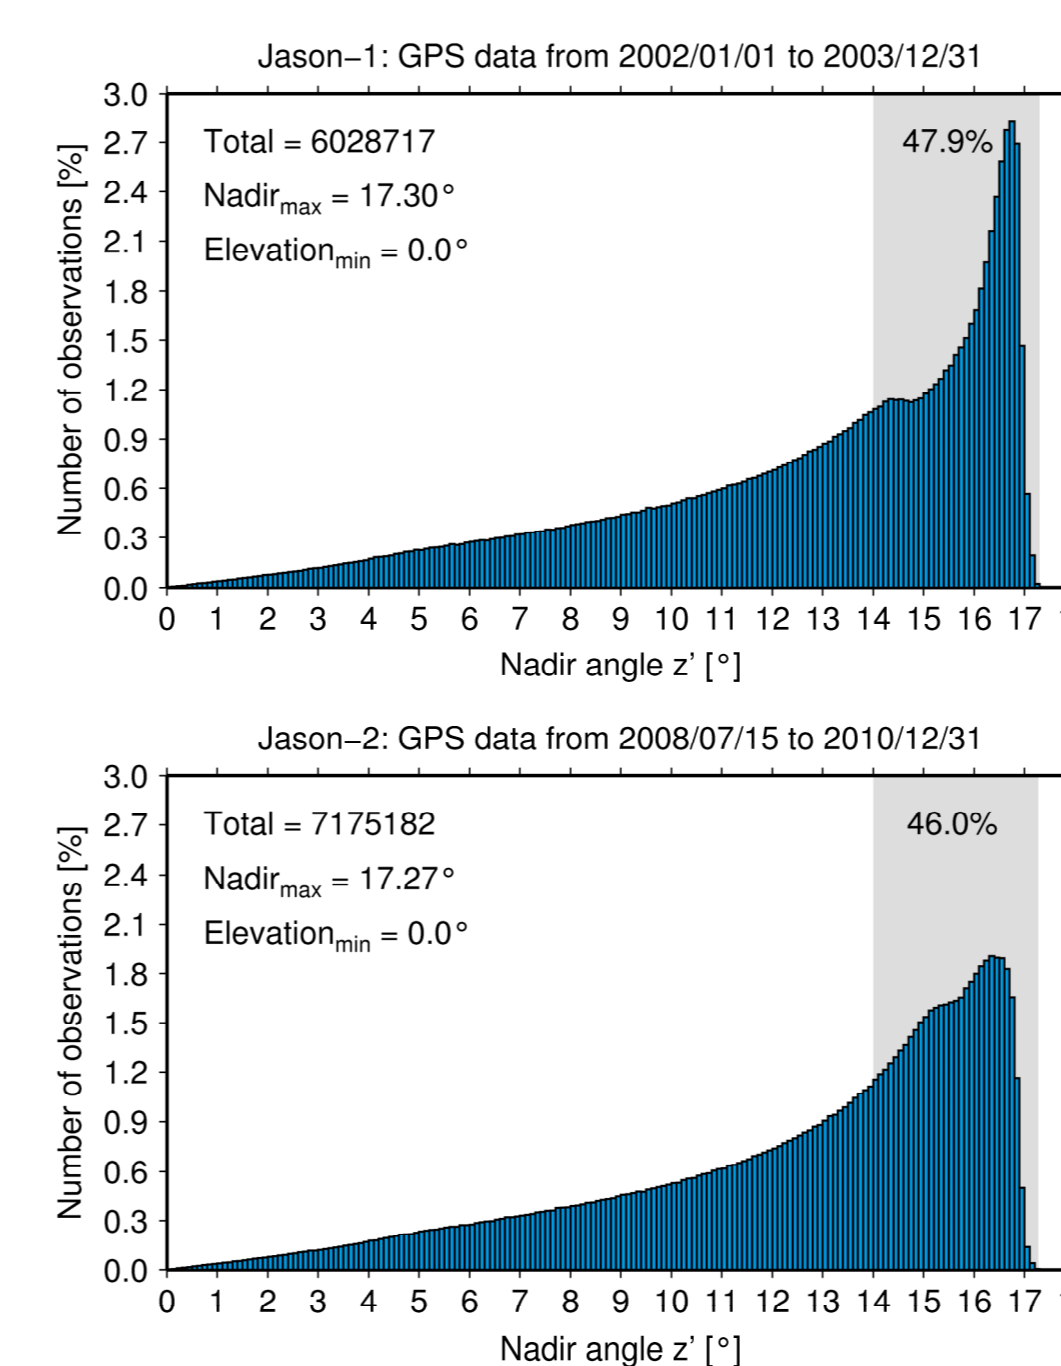 Jason−1: GPS data from 2002/01/01 to 2003/12/31
Number of observations [%]
3.0
2.7
2.4
2.1
1.8
1.5
1.2
0.9
0.6
0.3
0.0
Total = 6028717
Nadirmax = 17.30°
Elevationmin = 0.0°
47.9%
0 1 2 3 4 5 6 7 8 9 10 11 12 13 14 15 16 17
Nadir angle z’ [°]
Jason−2: GPS data from 2008/07/15 to 2010/12/31
Number of observations [%]
3.0
2.7
2.4
2.1
1.8
1.5
1.2
0.9
0.6
0.3
0.0
Total = 7175182
Nadirmax = 17.27°
Elevationmin = 0.0°
46.0%
0 1 2 3 4 5 6 7 8 9 10 11 12 13 14 15 16 17
Nadir angle z’ [°]